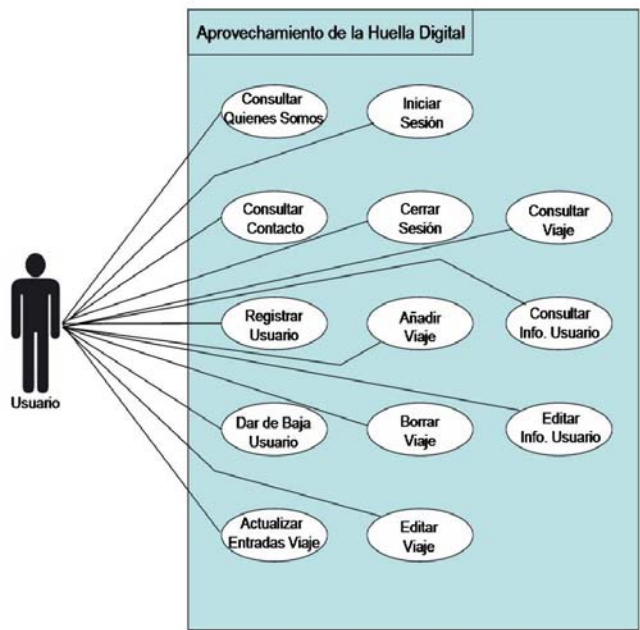 Aprovechamiento de la Huella Digital
Consultar
Quienes Somos
Iniciar
Sesión
Consultar
Contacto
Cerrar
Sesión
Consultar
Viaje
Usuario
Registrar
Usuario
Añadir
Viaje
Consultar
Info. Usuario
Dar de Baja
Usuario
Borrar
Viaje
Editar
Info. Usuario
Actualizar
Entradas Viaje
Editar
Viaje